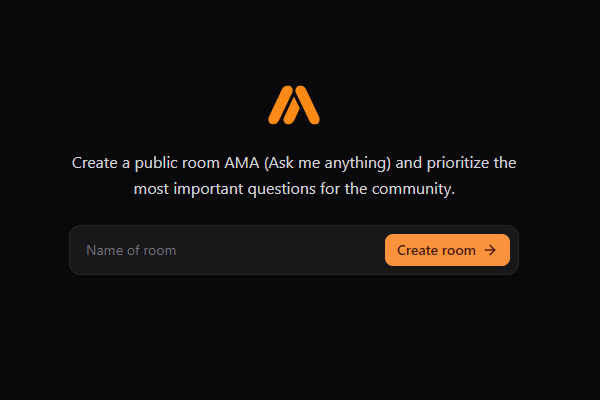 Create a public room AMA (Ask me anything) and prioritize the
most important questions for the community.
Name of room
Create room